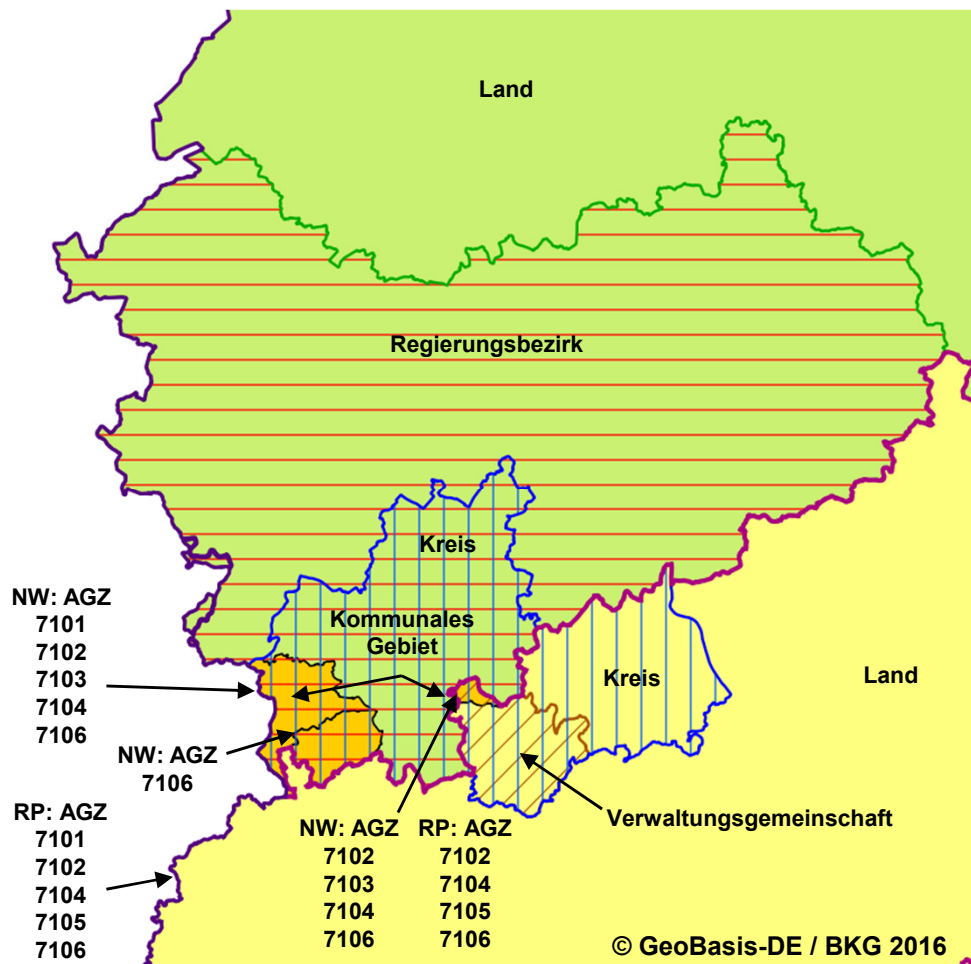 Land
Regierungsbezirk
Kreis
Kommunales
Gebiet
Kreis
Land
NW: AGZ
7101
7102
7103
7104
7106
NW: AGZ
7106
RP: AGZ
7101
7102
7104
7105
7106
NW: AGZ
7102
7103
7104
7106
RP: AGZ
7102
7104
7105
7106
Verwaltungsgemeinschaft
© GeoBasis-DE / BKG 2016